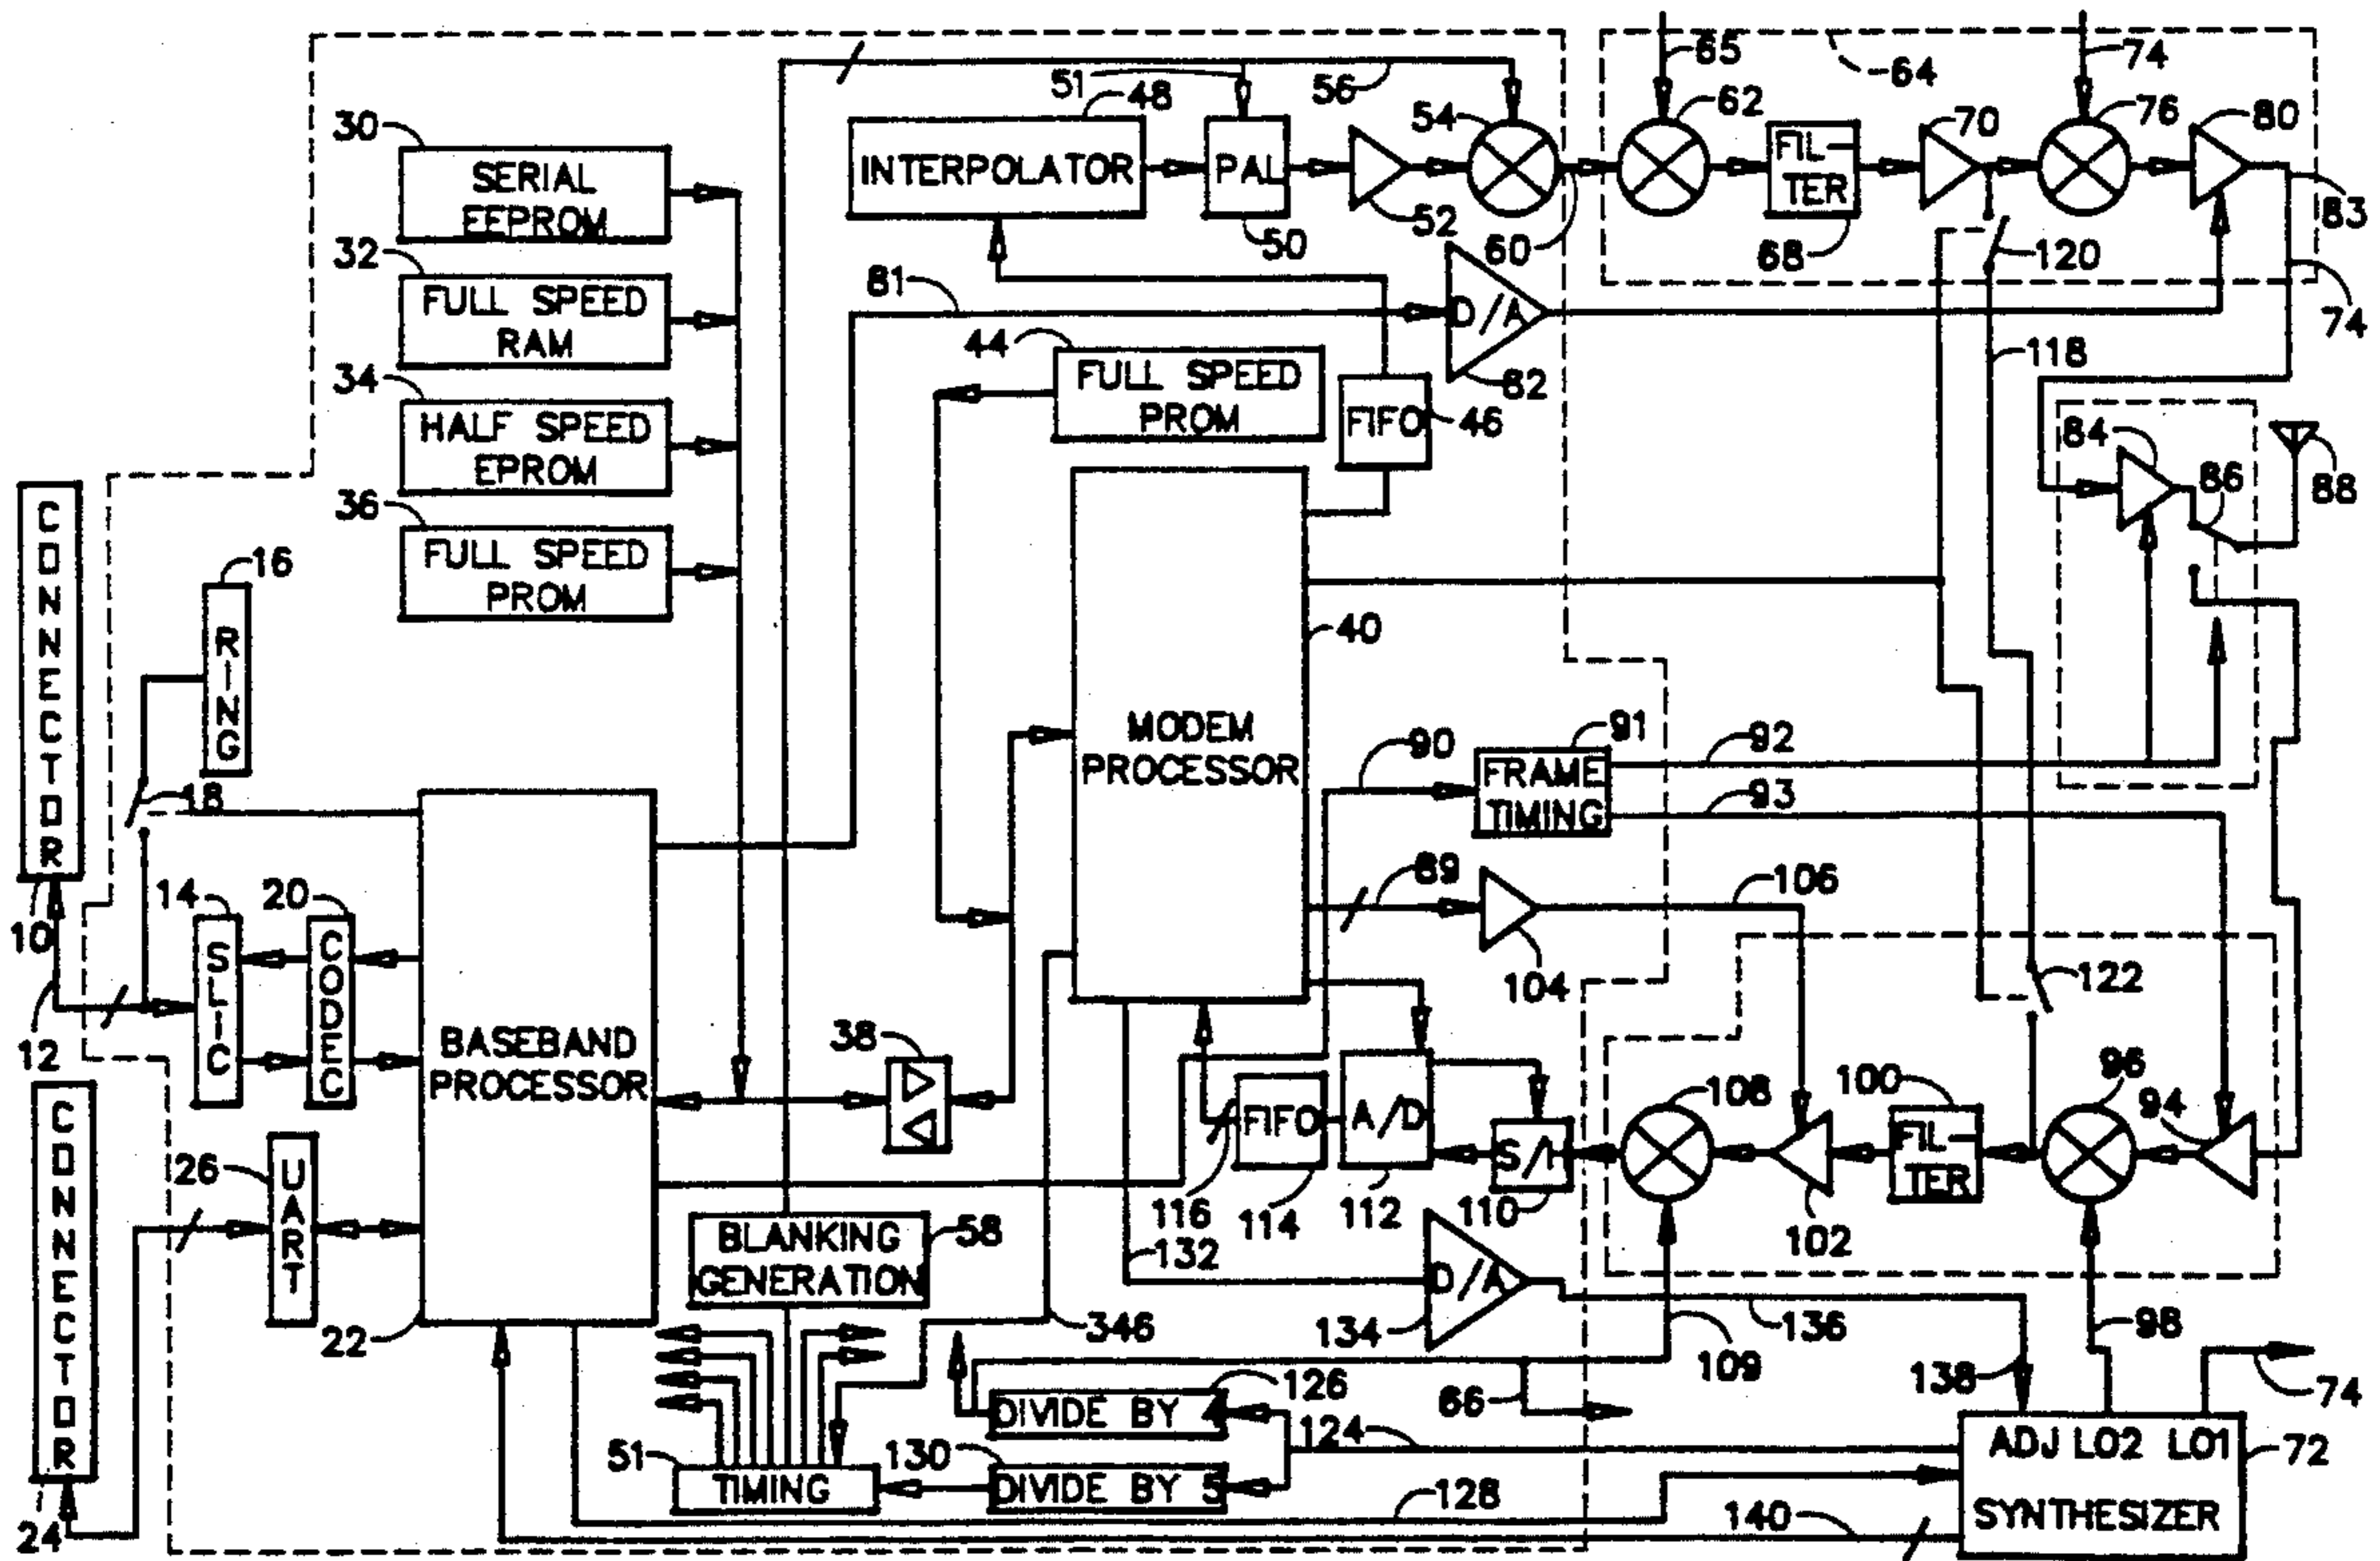 65
64
74
51
48
56
54
62
70
76
80
30
SERIAL
EEPROM
INTERPOLATOR
PAL
FIL-
TER
52
50
60
68
120
83
32
FULL SPEED
RAM
81
D/A
74
44
FULL SPEED
PROM
82
118
34
HALF SPEED
EPROM
FIFO
46
84
86
88
36
FULL SPEED
PROM
CONNECTOR
16
RING
40
MODEM
PROCESSOR
18
90
91
FRAME
TIMING
92
93
10
12
14
SLIC
20
CODEC
BASEBAND
PROCESSOR
38
89
104
106
122
108
100
96
94
FIL-
TER
102
A/D
FIFO
S/H
116
114
112
110
CONNECTOR
26
UART
22
BLANKING
GENERATION
58
132
D/A
134
346
136
109
98
138
74
126
66
DIVIDE BY 4
124
51
130
TIMING
DIVIDE BY 5
ADJ LO2 LO1
72
SYNTHESIZER
128
140
24